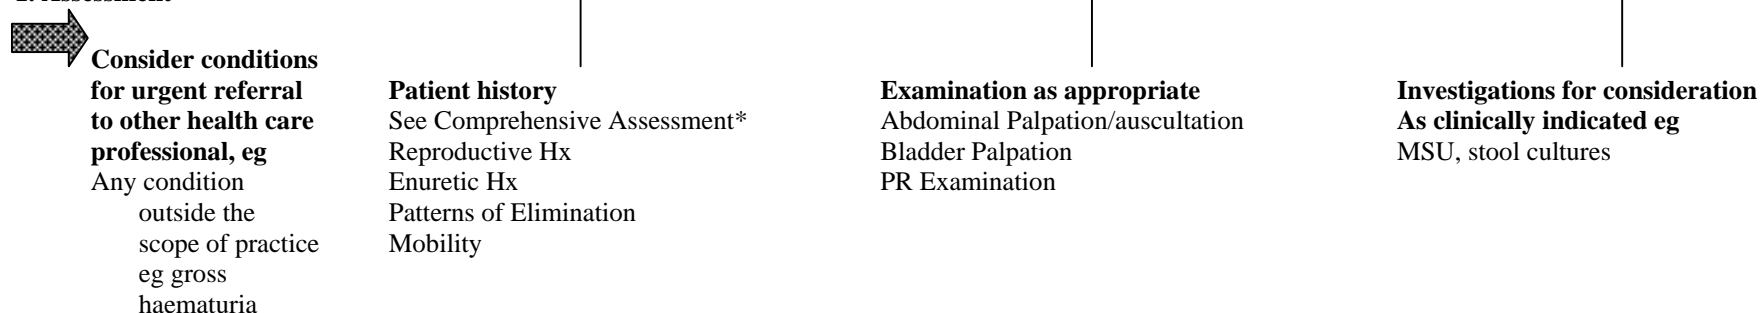 Consider conditions
for urgent referral
to other health care
professional, eg
Any condition
outside the
scope of practice
eg gross
haematuria
Patient history
See Comprehensive Assessment*
Reproductive Hx
Enuretic Hx
Patterns of Elimination
Mobility
Examination as appropriate
Abdominal Palpation/auscultation
Bladder Palpation
PR Examination
Investigations for consideration
As clinically indicated eg
MSU, stool cultures